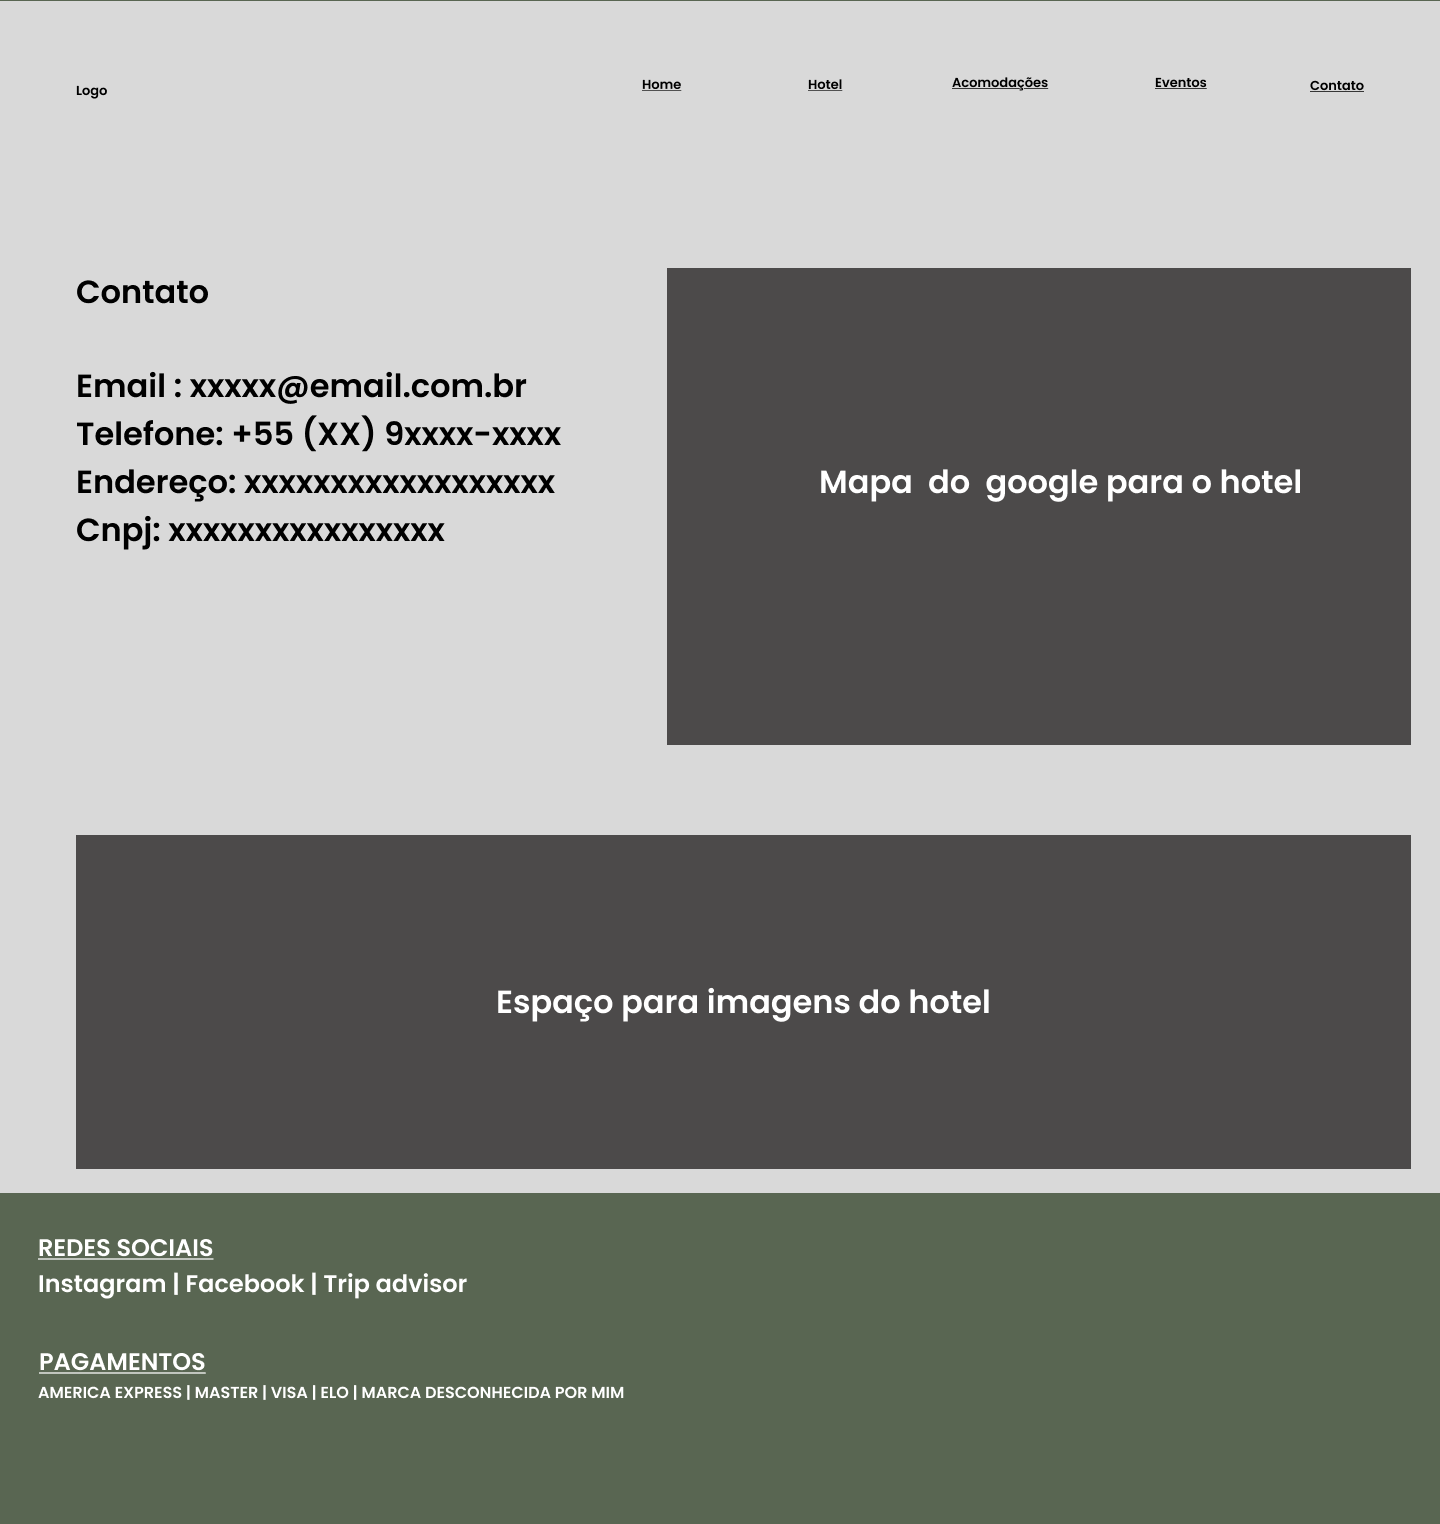 Logo
Home
Hotel
Acomodações
Eventos
Contato
Contato
Email : xxxxx@email.com.br
Telefone: +55 (XX) 9xxxx-xxxx
Endereço: xxxxxxxxxxxxxxxxxx
Cnpj: xxxxxxxxxxxxxxxx
Mapa  do  google para o hotel
Espaço para imagens do hotel
REDES SOCIAIS
Instagram | Facebook | Trip advisor
PAGAMENTOS
AMERICA EXPRESS | MASTER | VISA | ELO | MARCA DESCONHECIDA POR MIM